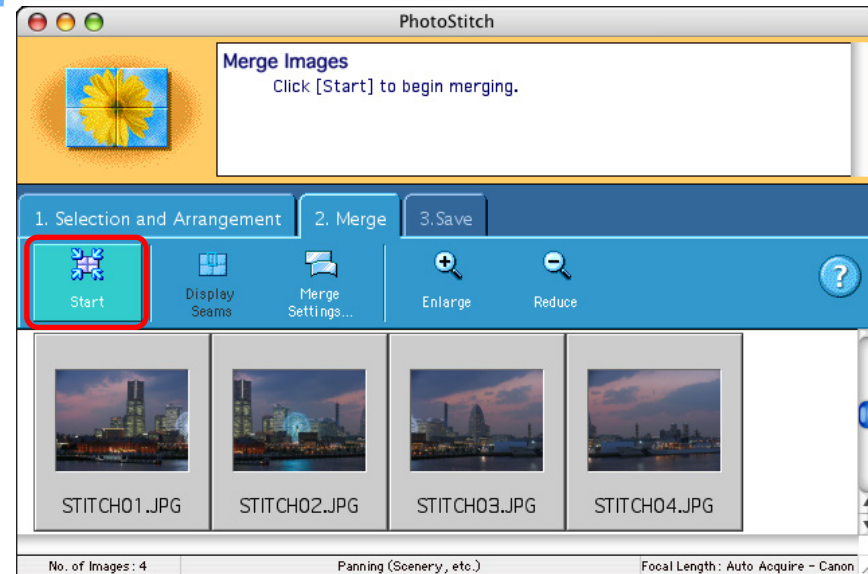 PhotoStitch
Merge Images
Click [Start] to begin merging.
1. Selection and Arrangement
2. Merge
3.Save
Start
Display
Seams
Merge
Settings...
Enlarge
Reduce
?
STITCH01.JPG
STITCH02.JPG
STITCH03.JPG
STITCH04.JPG
No. of Images : 4
Panning (Scenery, etc.)
Focal Length : Auto Acquire - Canon